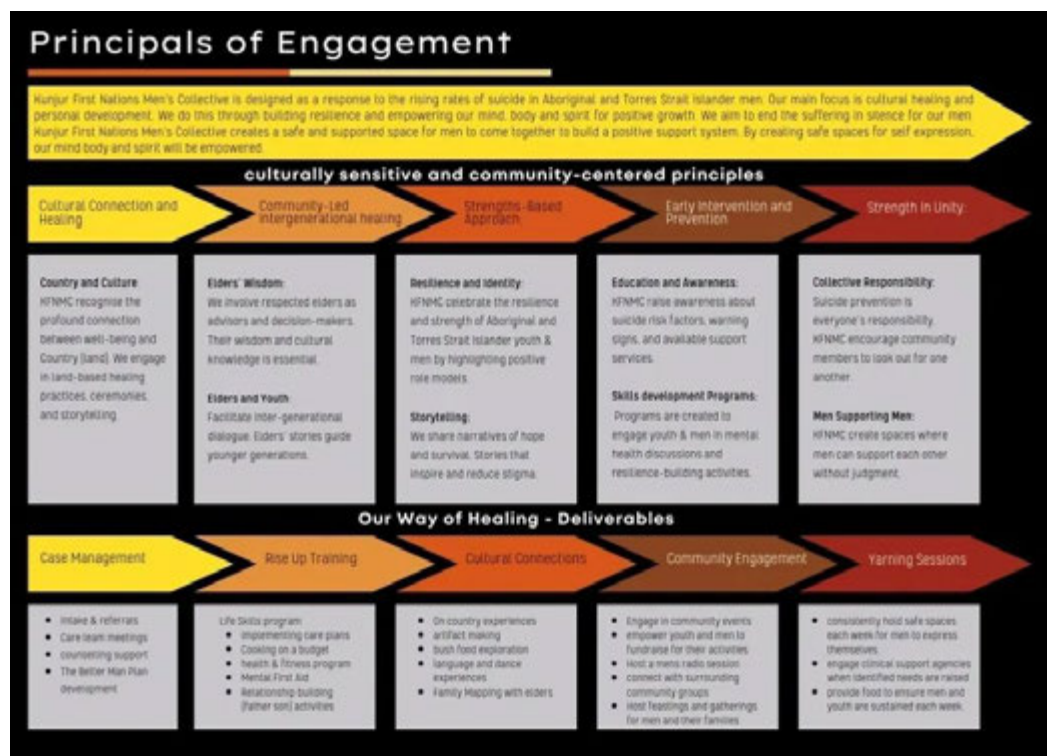 Principals of Engagement
Kunjur First Nations Men's Collective is designed as a response to the rising rates of suicide in Aboriginal and Torres Strait Islander men. Our main focus is cultural healing and
personal development. We do this through building resilience and empowering our mind, body and spirit for positive growth. We aim to end the suffering in silence for our men.
Kunjur First Nations Men's Collective creates a safe and supported space for men to come together to build a positive support system. By creating safe spaces for self expression,
our mind body and spirit will be empowered.
culturally sensitive and community-centered principles
Cultural Connection and
Healing
Community-Led
intergenerational healing
Strengths-Based
Approach:
Early Intervention and
Prevention
Strength in Unity:
Country and Culture
KFNMC recognise the
profound connection
between well-being and
Country (land). We engage
in land-based healing
practices, ceremonies,
and storytelling.
Elders' Wisdom:
We involve respected elders as
advisors and decision-makers.
Their wisdom and cultural
knowledge is essential.
Elders and Youth
Facilitate inter-generational
dialogue. Elders' stories guide
younger generations.
Resilience and Identity:
KFNMC celebrate the resilience
and strength of Aboriginal and
Torres Strait Islander youth &
men by highlighting positive
role models.
Storytelling:
We share narratives of hope
and survival. Stories that
inspire and reduce stigma.
Education and Awareness:
KFNMC raise awareness about
suicide risk factors, warning
signs, and available support
services.
Skills development Programs:
Programs are created to
engage youth & men in mental
health discussions and
resilience-building activities.
Collective Responsibility:
Suicide prevention is
everyone's responsibility.
KFNMC encourage community
members to look out for one
another.
Men Supporting Men:
KFNMC create spaces where
men can support each other
without judgment.
Our Way of Healing - Deliverables
Case Management
Rise Up Training
Cultural Connections
Community Engagement
Yarning Sessions
• Intake & referrals
• Care team meetings
• counselling support
• The Better Man Plan
development
Life Skills program:
• implementing care plans
• Cooking on a budget
• health & fitness program
• Mental First Aid
• Relationship building
(father son) activities
• On country experiences
• artifact making
• bush food exploration
• language and dance
experiences
• Family Mapping with elders
• Engage in community events
• empower youth and men to
fundraise for their activities
• Host a mens radio session
• connect with surrounding
community groups
• Host feastings and gatherings
for men and their families
• consistently hold safe spaces
each week for men to express
themselves.
• engage clinical support agencies
when identified needs are raised
• provide food to ensure men and
youth are sustained each week.